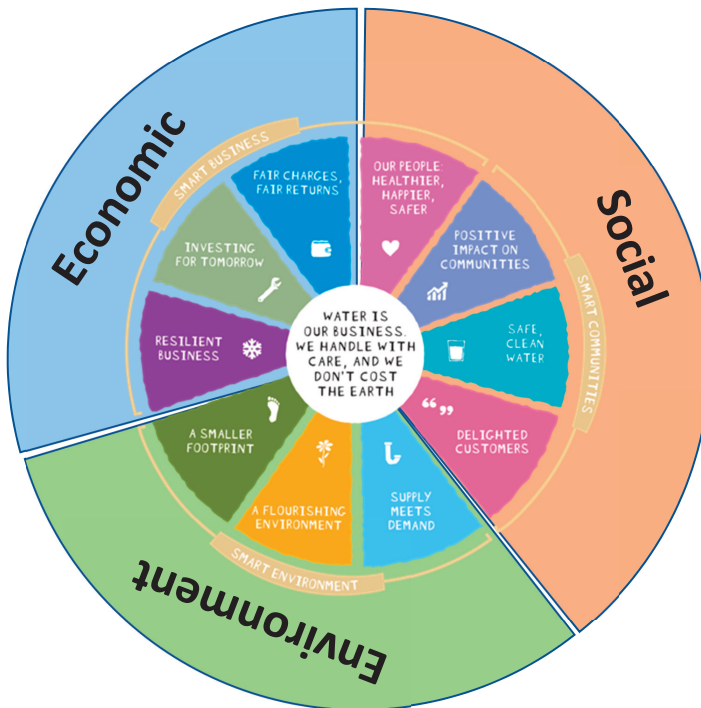 Economic
Social
Environment
SMART BUSINESS
SMART COMMUNITIES
SMART ENVIRONMENT
FAIR CHARGES,
FAIR RETURNS
OUR PEOPLE:
HEALTHIER,
HAPPIER,
SAFER
POSITIVE
IMPACT ON
COMMUNITIES
SAFE,
CLEAN
WATER
DELIGHTED
CUSTOMERS
SUPPLY
MEETS
DEMAND
A FLOURISHING
ENVIRONMENT
A SMALLER
FOOTPRINT
RESILIENT
BUSINESS
INVESTING
FOR TOMORROW
WATER IS
OUR BUSINESS.
WE HANDLE WITH
CARE, AND WE
DON'T COST
THE EARTH